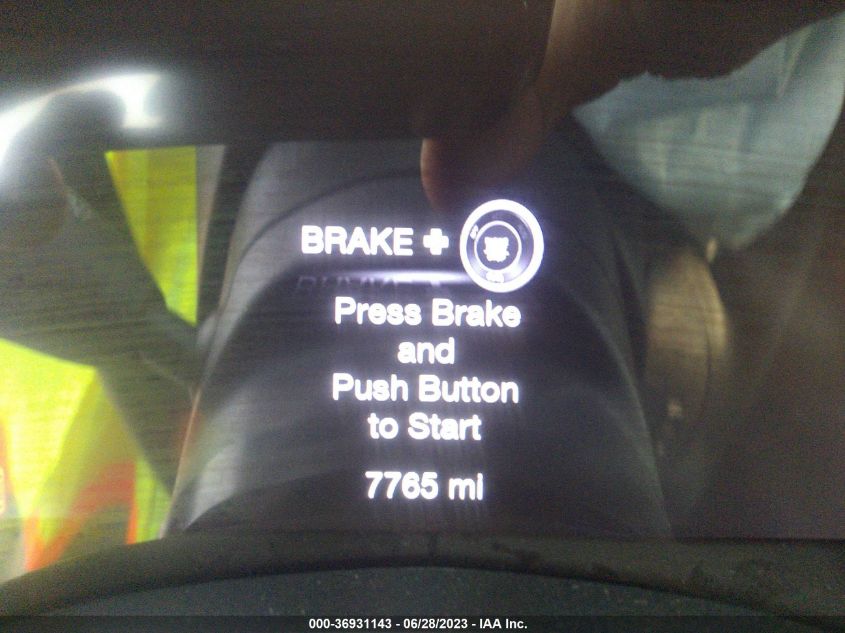 BRAKE +
Press Brake
and
Push Button
to Start
7765 mi
000-36931143 - 06/28/2023 - IAA Inc.